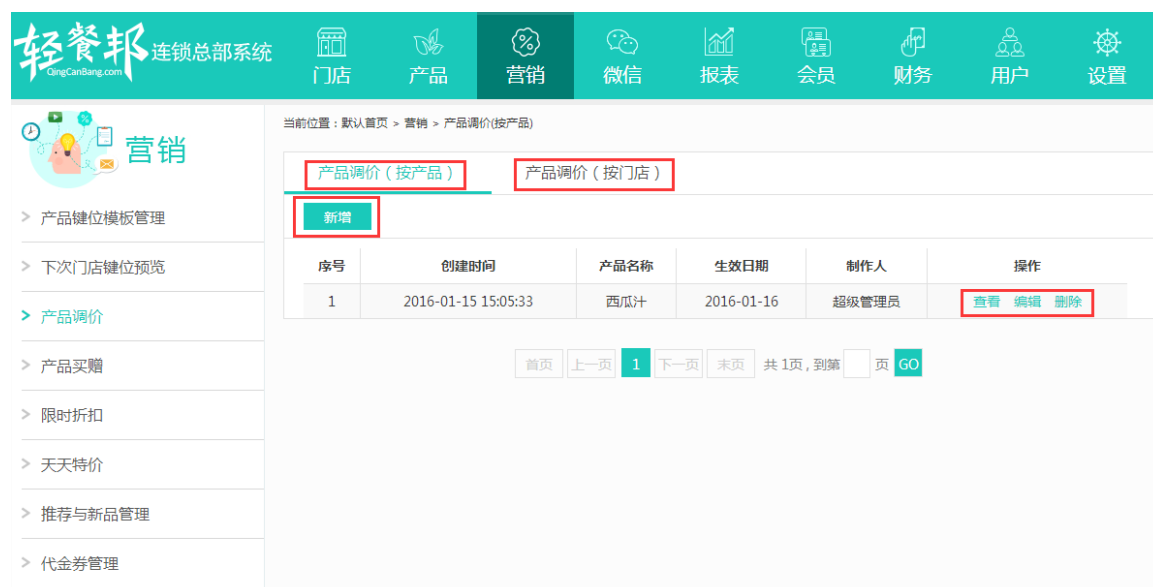 轻餐邦 连锁总部系统
QingCanBang.com
门店 产品 营销 微信 报表 会员 财务 用户 设置
营销
> 产品键位模板管理
> 下次门店键位预览
> 产品调价
> 产品买赠
> 限时折扣
> 天天特价
> 推荐与新品管理
> 代金券管理
当前位置：默认首页 > 营销 > 产品调价(按产品)
产品调价（按产品） 产品调价（按门店）
新增
序号 创建时间 产品名称 生效日期 制作人 操作
1 2016-01-15 15:05:33 西瓜汁 2016-01-16 超级管理员 查看 编辑 删除
首页 上一页 1 下一页 末页 共 1页，到第 页 GO